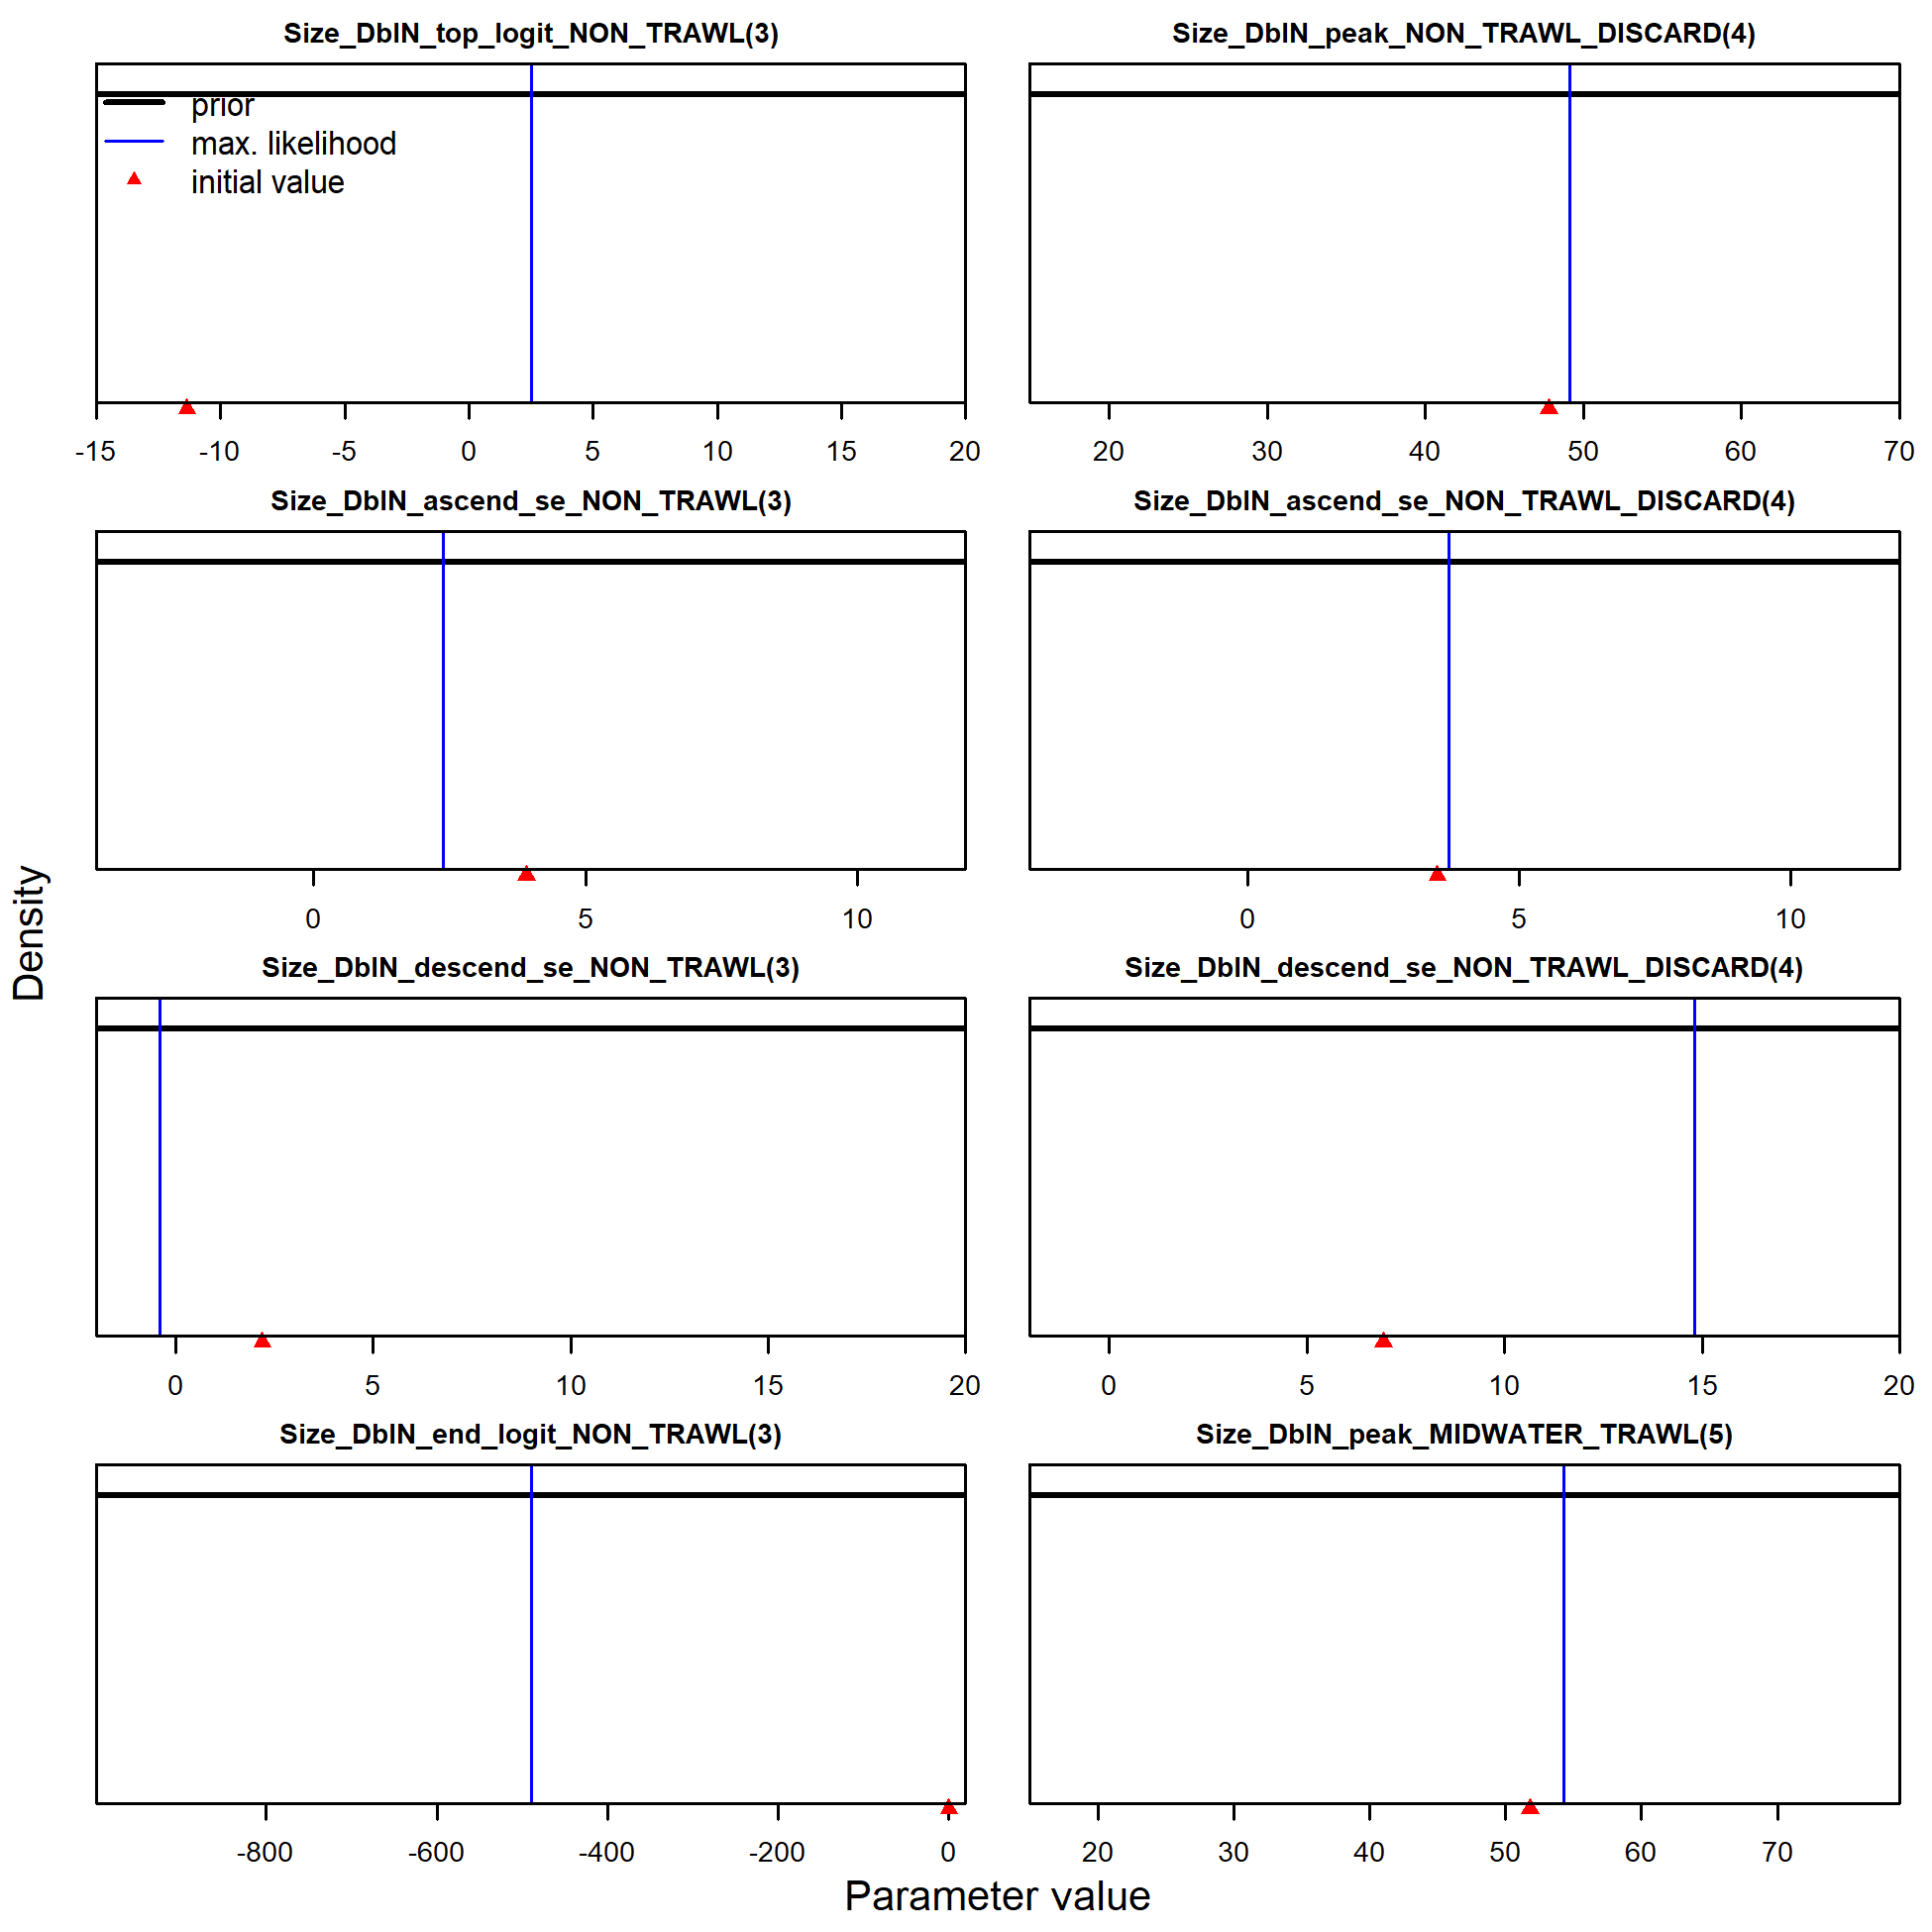 Size_DblN_top_logit_NON_TRAWL(3)
prior
max. likelihood
initial value
-15 -10 -5 0 5 10 15 20
Size_DblN_peak_NON_TRAWL_DISCARD(4)
20 30 40 50 60 70
Size_DblN_ascend_se_NON_TRAWL(3)
0 5 10
Size_DblN_ascend_se_NON_TRAWL_DISCARD(4)
0 5 10
Size_DblN_descend_se_NON_TRAWL(3)
0 5 10 15 20
Size_DblN_descend_se_NON_TRAWL_DISCARD(4)
0 5 10 15 20
Size_DblN_end_logit_NON_TRAWL(3)
-800 -600 -400 -200 0
Size_DblN_peak_MIDWATER_TRAWL(5)
20 30 40 50 60 70
Density
Parameter value